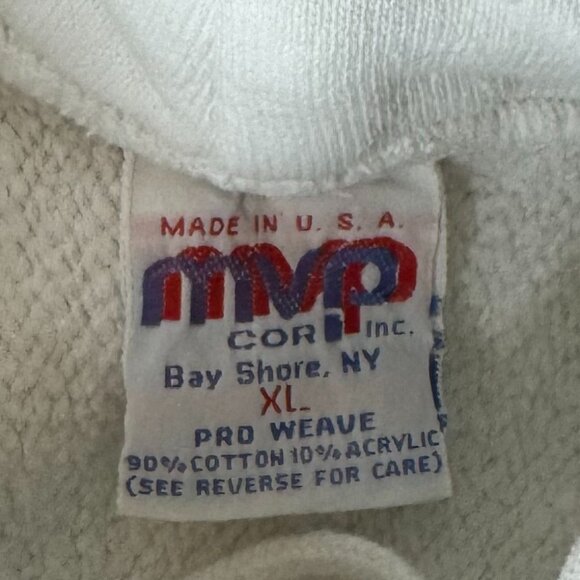 MADE IN U. S. A.
mvp
CORP Inc.
Bay Shore, NY
XL
PRO WEAVE
90% COTTON 10% ACRYLIC
(SEE REVERSE FOR CARE)